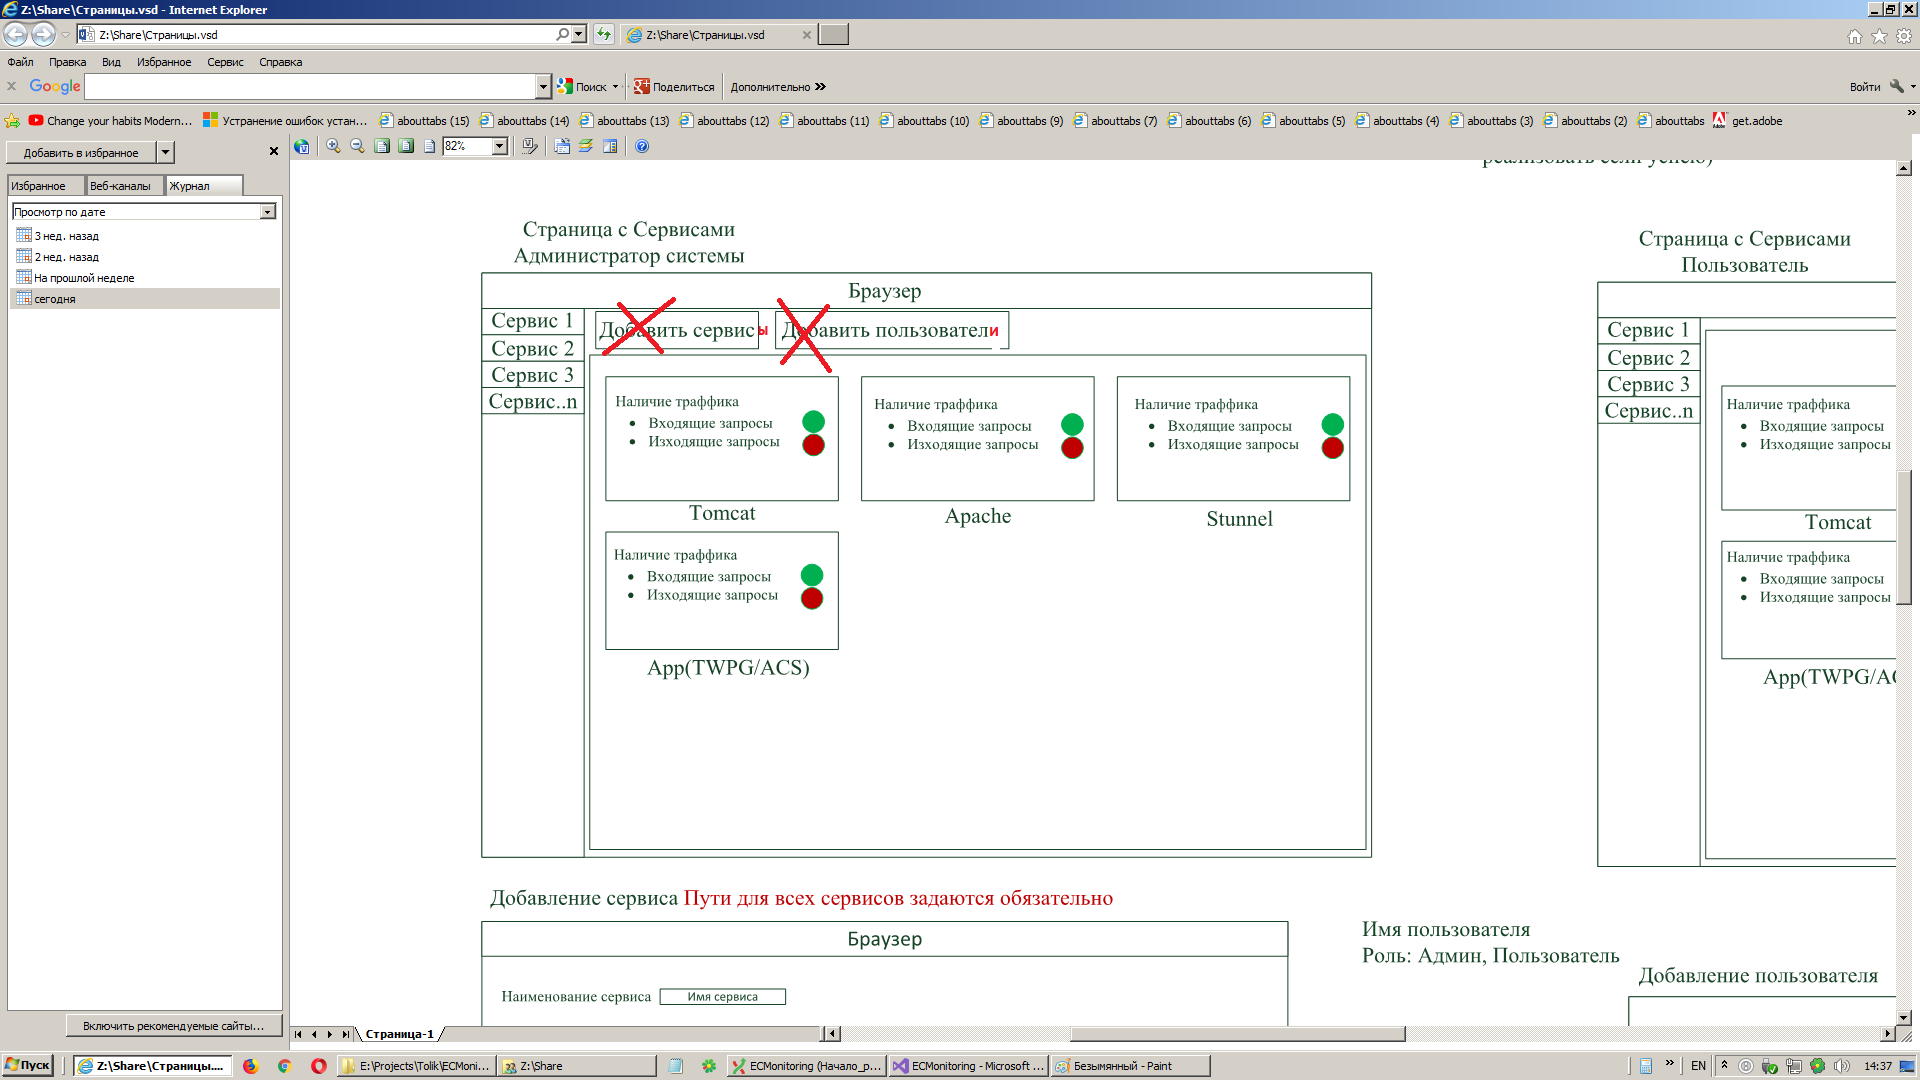 Z:\Share\Страницы.vsd - Internet Explorer
Z:\Share\Страницы.vsd
Z:\Share\Страницы.vsd
Файл Правка Вид Избранное Сервис Справка
Google Поиск Поделиться Дополнительно Войти
Change your habits Modern... Устранение ошибок устан... abouttabs (15) abouttabs (14) abouttabs (13) abouttabs (12) abouttabs (11) abouttabs (10) abouttabs (9) abouttabs (7) abouttabs (6) abouttabs (5) abouttabs (4) abouttabs (3) abouttabs (2) abouttabs get.adobe
Добавить в избранное
82%
Избранное Веб-каналы Журнал
Просмотр по дате
3 нед. назад
2 нед. назад
На прошлой неделе
сегодня
Включить рекомендуемые сайты...
Страница с Сервисами
Администратор системы
Браузер
Сервис 1
Сервис 2
Сервис 3
Сервис..n
Добавить сервисы
Добавить пользователи
Наличие траффика
• Входящие запросы
• Изходящие запросы
Tomcat
Наличие траффика
• Входящие запросы
• Изходящие запросы
Apache
Наличие траффика
• Входящие запросы
• Изходящие запросы
Stunnel
Наличие траффика
• Входящие запросы
• Изходящие запросы
App(TWPG/ACS)
Страница с Сервисами
Пользователь
Сервис 1
Сервис 2
Сервис 3
Сервис..n
Наличие траффика
• Входящие запросы
• Изходящие запросы
Tomcat
Наличие траффика
• Входящие запросы
• Изходящие запросы
App(TWPG/AC
Добавление сервиса Пути для всех сервисов задаются обязательно
Браузер
Наименование сервиса Имя сервиса
Имя пользователя
Роль: Админ, Пользователь
Добавление пользователя
Страница-1
Пуск Z:\Share\Страницы.... E:\Projects\Tolik\ECMoni... Z:\Share ECMonitoring (Начало_р... ECMonitoring - Microsoft ... Безымянный - Paint EN 14:37